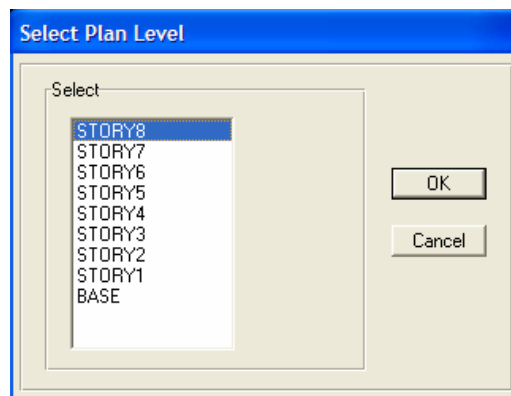 Select Plan Level
Select
STORY8
STORY7
STORY6
STORY5
STORY4
STORY3
STORY2
STORY1
BASE
OK
Cancel